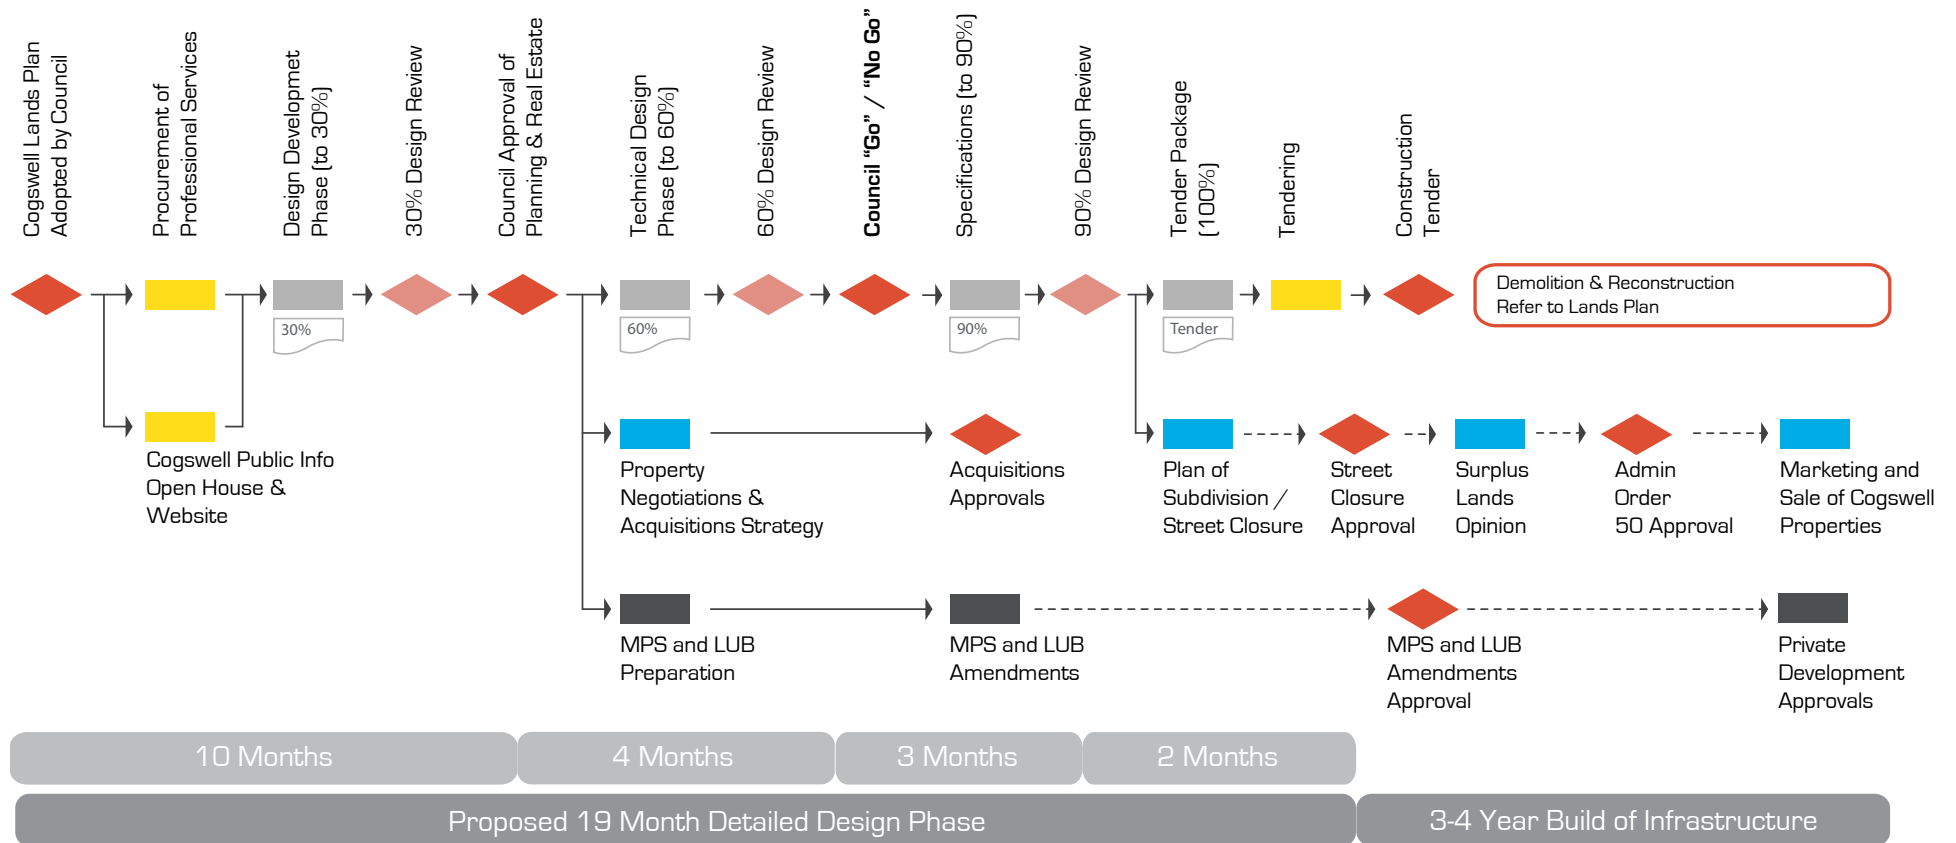 Cogswell Lands Plan
Adopted by Council
Procurement of
Professional Services
Design Developmet
Phase (to 30%)
30% Design Review
Council Approval of
Planning & Real Estate
Technical Design
Phase (to 60%)
60% Design Review
Council “Go” / “No Go”
Specifications (to 90%)
90% Design Review
Tender Package
(100%)
Tendering
Construction
Tender
Demolition & Reconstruction
Refer to Lands Plan
30%
60%
90%
Tender
Cogswell Public Info
Open House &
Website
Property
Negotiations &
Acquisitions Strategy
Acquisitions
Approvals
Plan of
Subdivision /
Street Closure
Street
Closure
Approval
Surplus
Lands
Opinion
Admin
Order
50 Approval
Marketing and
Sale of Cogswell
Properties
MPS and LUB
Preparation
MPS and LUB
Amendments
MPS and LUB
Amendments
Approval
Private
Development
Approvals
10 Months
4 Months
3 Months
2 Months
Proposed 19 Month Detailed Design Phase
3-4 Year Build of Infrastructure